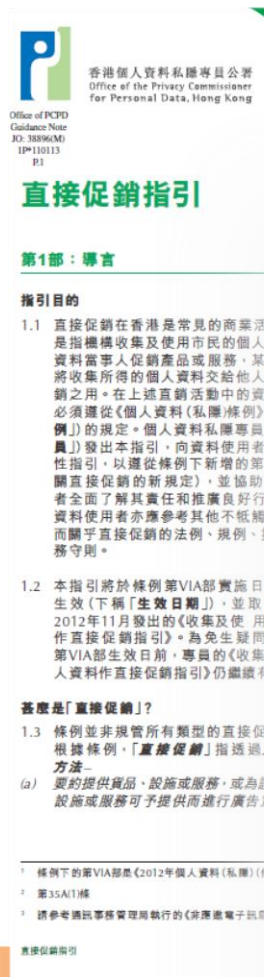 香港個人資料私隱專員公署
Office of the Privacy Commissioner
for Personal Data, Hong Kong
Office of PCPD
Guidance Note
JO: 38896(M)
1P*110113
P.1
直接促銷指引
第1部：導言
指引目的
1.1 直接促銷在香港是常見的商業活
是指機構收集及使用市民的個人
資料當事人促銷產品或服務，某
將收集所得的個人資料交給他人
銷之用。在上述直銷活動中的資
必須遵從《個人資料(私隱)條例》
例」)的規定。個人資料私隱專員
員」)發出本指引，向資料使用者
性指引，以遵從條例下新增的第
關直接促銷的新規定)，並協助
者全面了解其責任和推廣良好行
資料使用者亦應參考其他不牴觸
而關乎直接促銷的法例、規例、
務守則。
1.2 本指引將於條例第VIA部實施日
生效(下稱「生效日期」)，並取
2012年11月發出的《收集及使 用
作直接促銷指引》。為免生疑問
第VIA部生效日前，專員的《收集
人資料作直接促銷指引》仍繼續有
甚麼是「直接促銷」?
1.3 條例並非規管所有類型的直接促
根據條例，「直接促銷」指透過
方法–
(a) 要約提供貨品、設施或服務，或為
設施或服務可予提供而進行廣告
1 條例下的第VIA部是《2012年個人資料(私隱)(
2 第35A(1)條
3 請參考通訊事務管理局執行的《非應邀電子訊
直接促銷指引